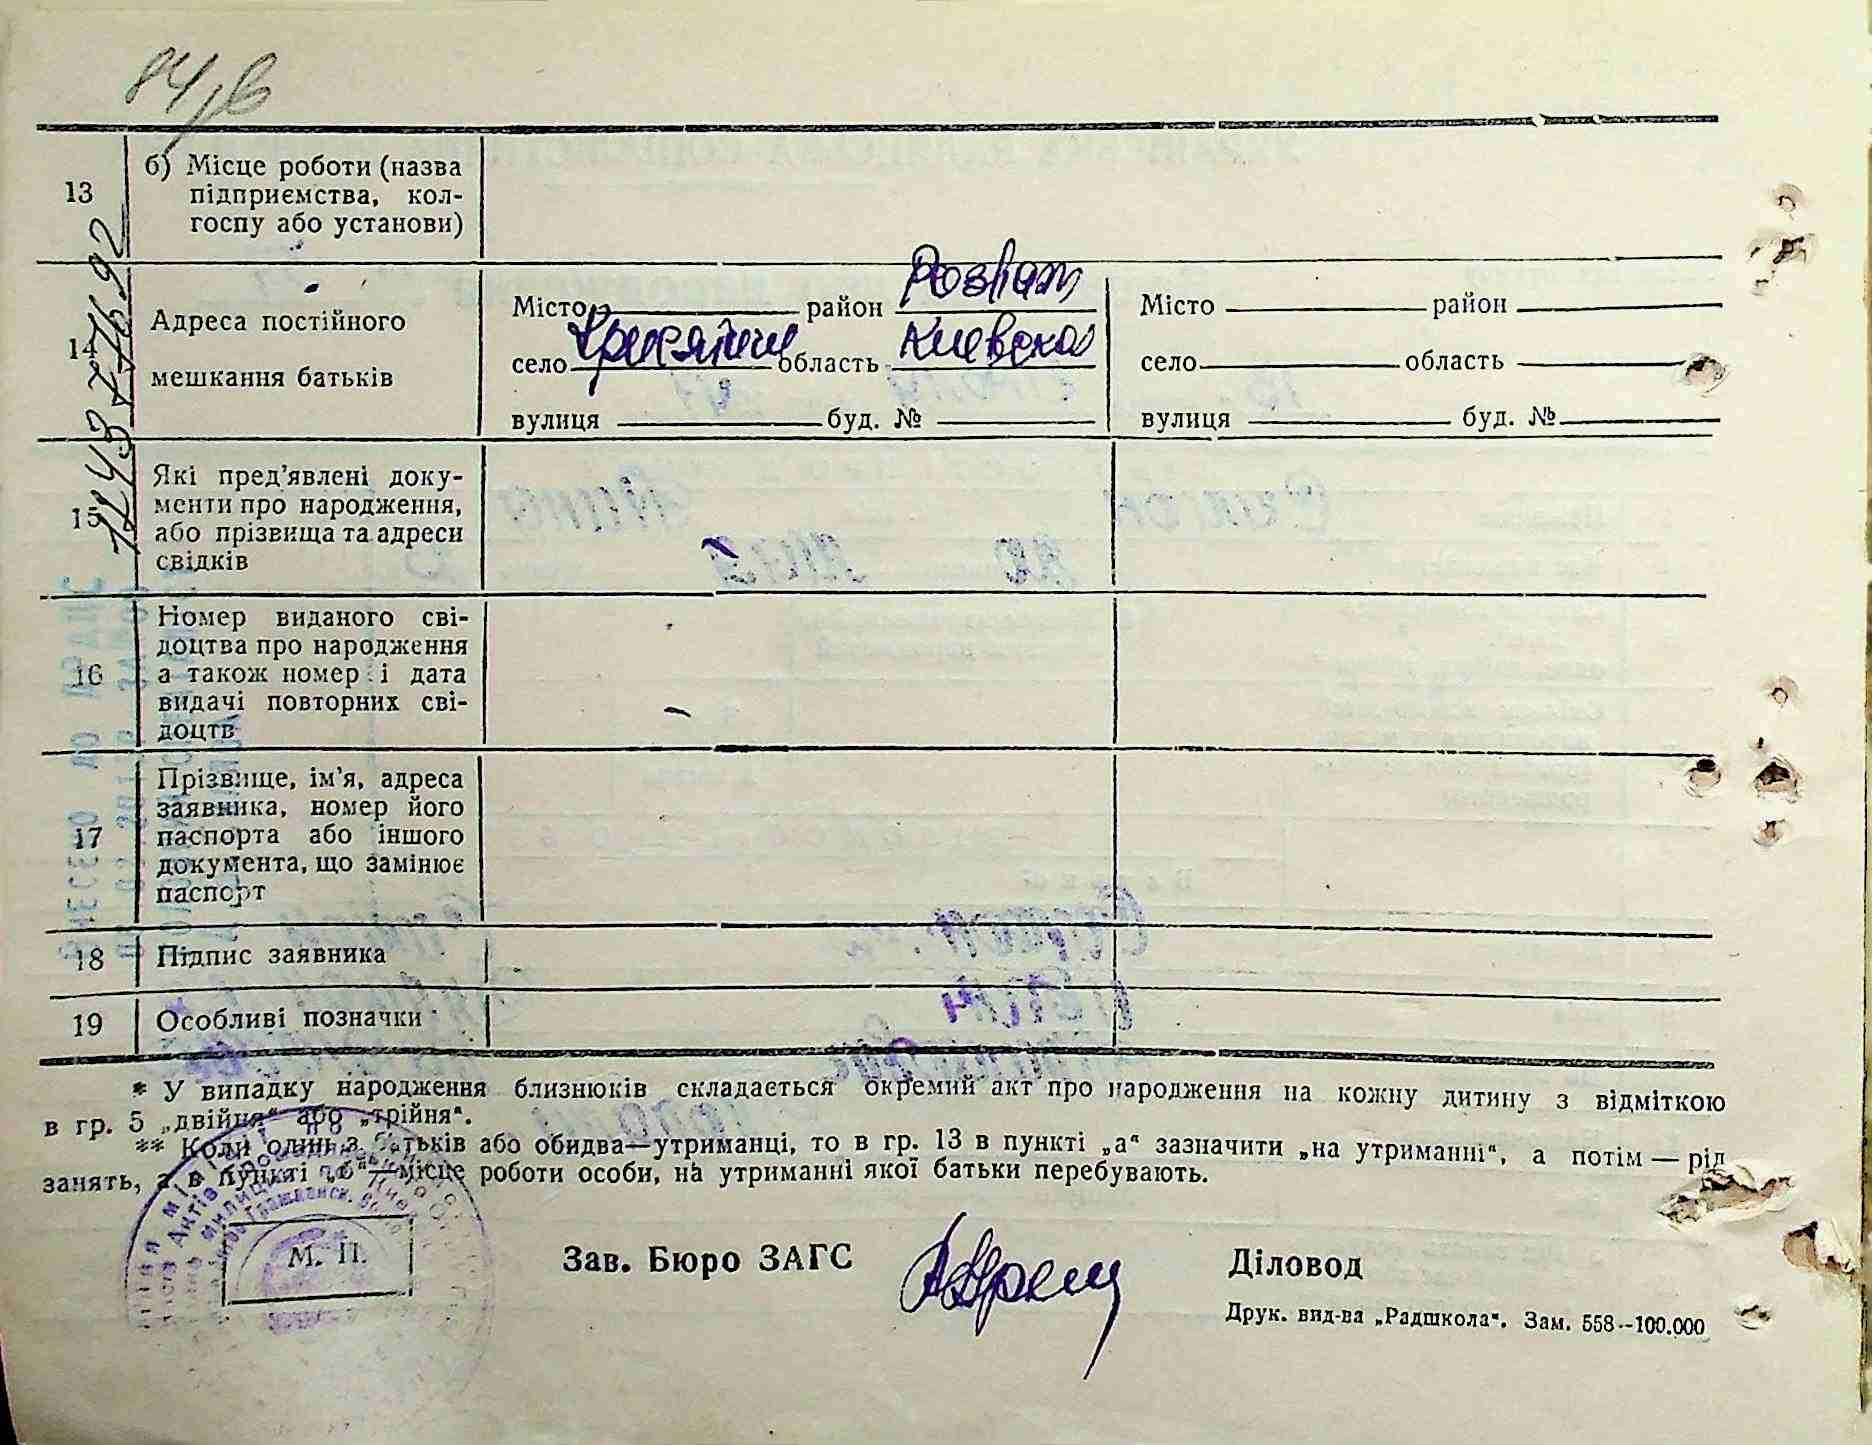 84/в
13
б) Місце роботи (назва
підприємства, кол-
госпу або установи)
14
Адреса постійного
мешкання батьків
Місто район Розваж
село область Киевская
вулиця буд. №
Місто район
село область
вулиця буд. №
15
Які пред’явлені доку-
менти про народження,
або прізвища та адреси
свідків
16
Номер виданого сві-
доцтва про народження
а також номер і дата
видачі повторних сві-
доцтв
17
Прізвище, ім’я, адреса
заявника, номер його
паспорта або іншого
документа, що замінює
паспорт
18
Підпис заявника
19
Особливі позначки
* У випадку народження близнюків складається окремий акт про народження на кожну дитину з відміткою
в гр. 5 „двійня“ або „трійня“.
** Коли один з батьків або обидва—утриманці, то в гр. 13 в пункті „а“ зазначити „на утриманні“, а потім — рід
занять, а в пункті „б“—місце роботи особи, на утриманні якої батьки перебувають.
М. П.
Зав. Бюро ЗАГС
Діловод
Друк. вид-ва „Радшкола“. Зам. 558--100.000